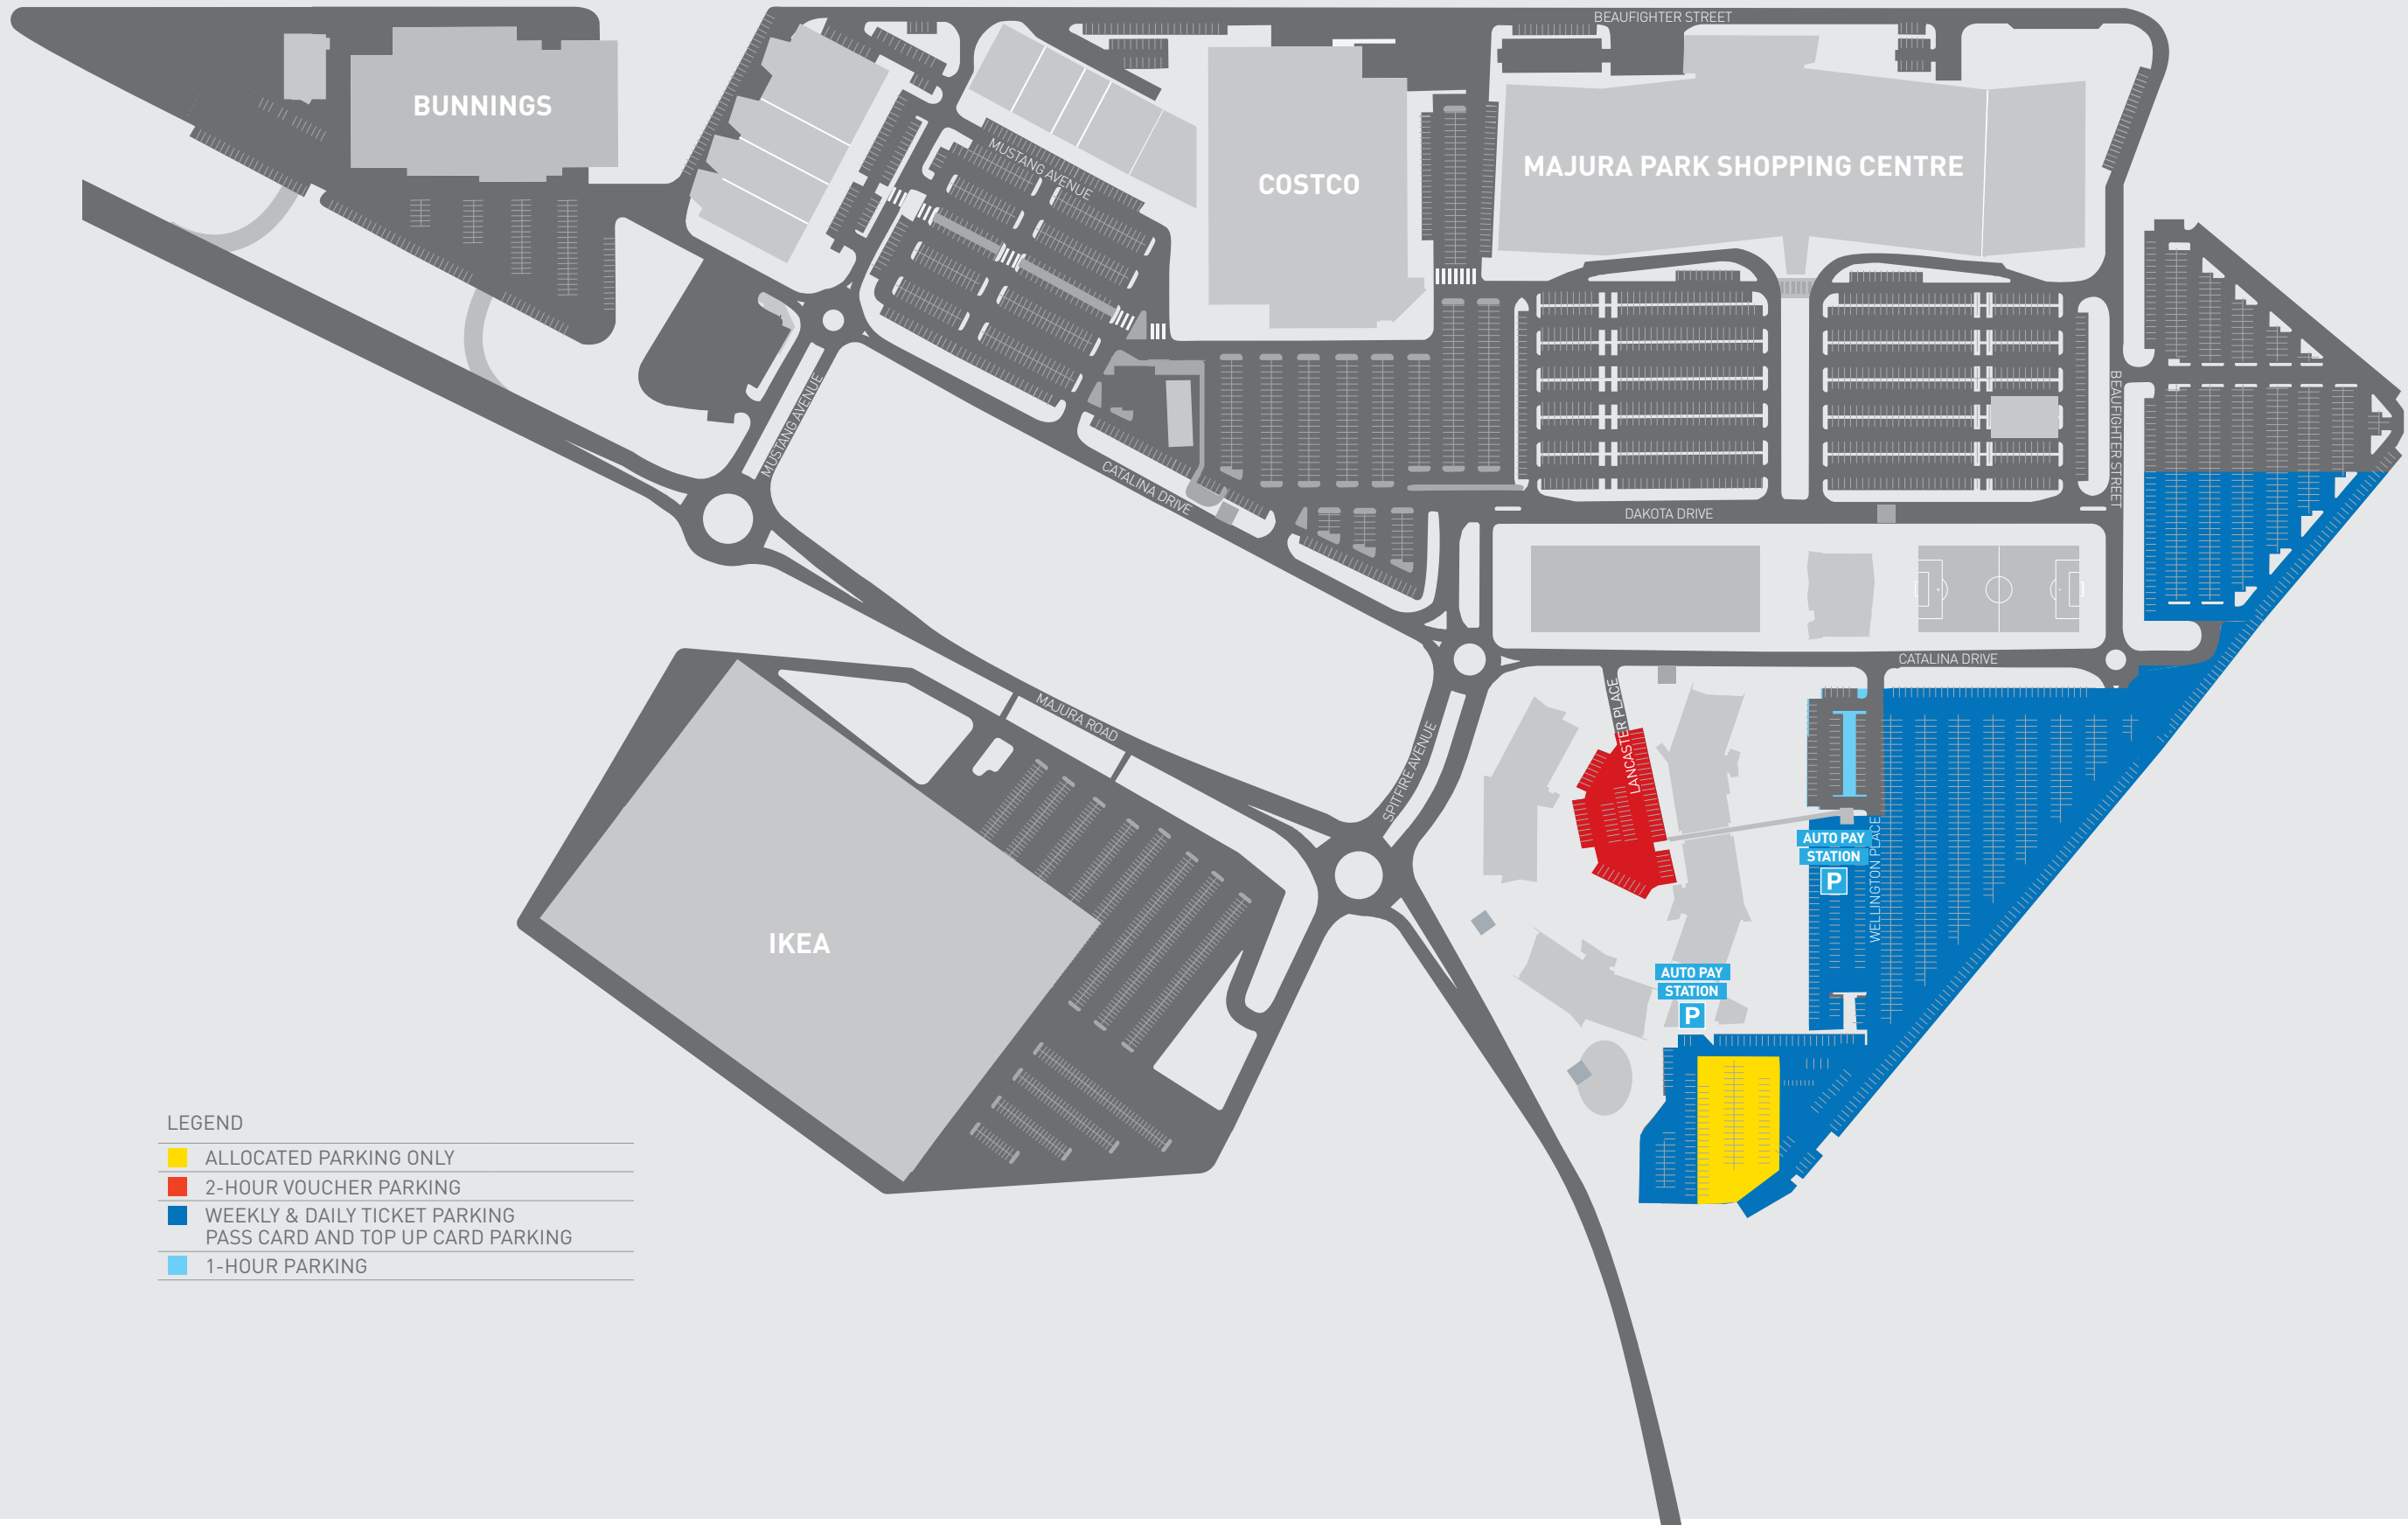 BEAUFIGHTER STREET
BUNNINGS
MUSTANG AVENUE
COSTCO
MAJURA PARK SHOPPING CENTRE
MUSTANG AVENUE
BEAUFIGHTER STREET
CATALINA DRIVE
DAKOTA DRIVE
CATALINA DRIVE
LANCASTER PLACE
MAJURA ROAD
SPITFIRE AVENUE
AUTO PAY
STATION
P
WELLINGTON PLACE
IKEA
AUTO PAY
STATION
P
LEGEND
ALLOCATED PARKING ONLY
2-HOUR VOUCHER PARKING
WEEKLY & DAILY TICKET PARKING
PASS CARD AND TOP UP CARD PARKING
1-HOUR PARKING